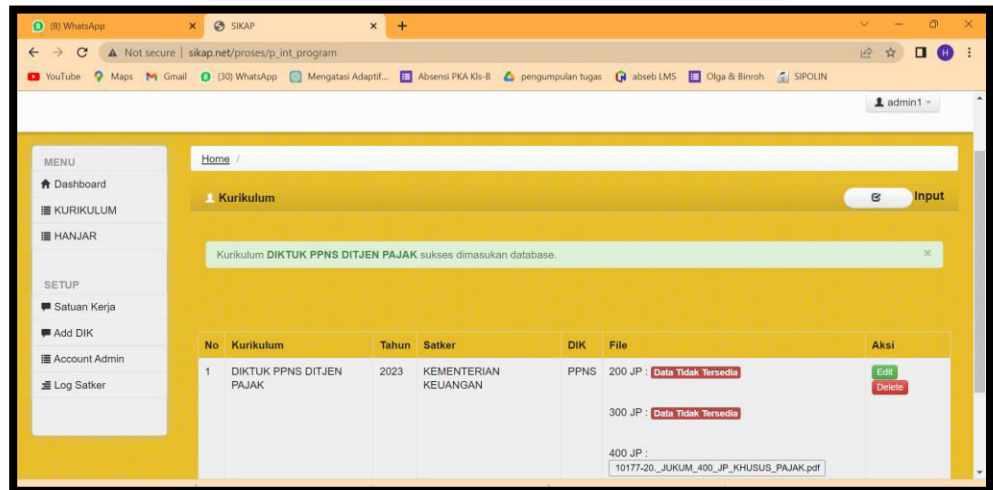 (8) WhatsApp
SIKAP
Not secure | sikap.net/proses/p_int_program
H
YouTube Maps Gmail (30) WhatsApp Mengatasi Adaptif... Absensi PKA Kls-B pengumpulan tugas abseb LMS Olga & Binroh SIPOLIN
admin1
MENU
Dashboard
KURIKULUM
HANJAR
SETUP
Satuan Kerja
Add DIK
Account Admin
Log Satker
Home /
Kurikulum
Input
Kurikulum DIKTUK PPNS DITJEN PAJAK sukses dimasukan database.
No Kurikulum Tahun Satker DIK File Aksi
1 DIKTUK PPNS DITJEN PAJAK 2023 KEMENTERIAN KEUANGAN PPNS 200 JP : Data Tidak Tersedia Edit
Delete
300 JP : Data Tidak Tersedia
400 JP :
10177-20._JUKUM_400_JP_KHUSUS_PAJAK.pdf